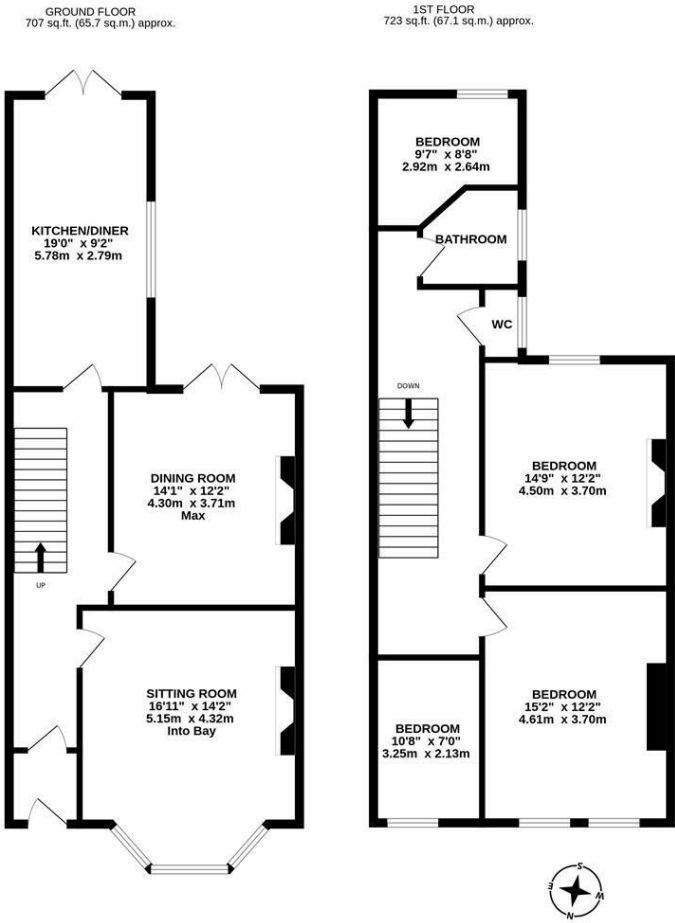 GROUND FLOOR
707 sq.ft. (65.7 sq.m.) approx.
1ST FLOOR
723 sq.ft. (67.1 sq.m.) approx.
KITCHEN/DINER
19'0" x 9'2"
5.78m x 2.79m
DINING ROOM
14'1" x 12'2"
4.30m x 3.71m
Max
UP
SITTING ROOM
16'11" x 14'2"
5.15m x 4.32m
Into Bay
BEDROOM
9'7" x 8'8"
2.92m x 2.64m
BATHROOM
WC
DOWN
BEDROOM
14'9" x 12'2"
4.50m x 3.70m
BEDROOM
15'2" x 12'2"
4.61m x 3.70m
BEDROOM
10'8" x 7'0"
3.25m x 2.13m
S
E
W
N